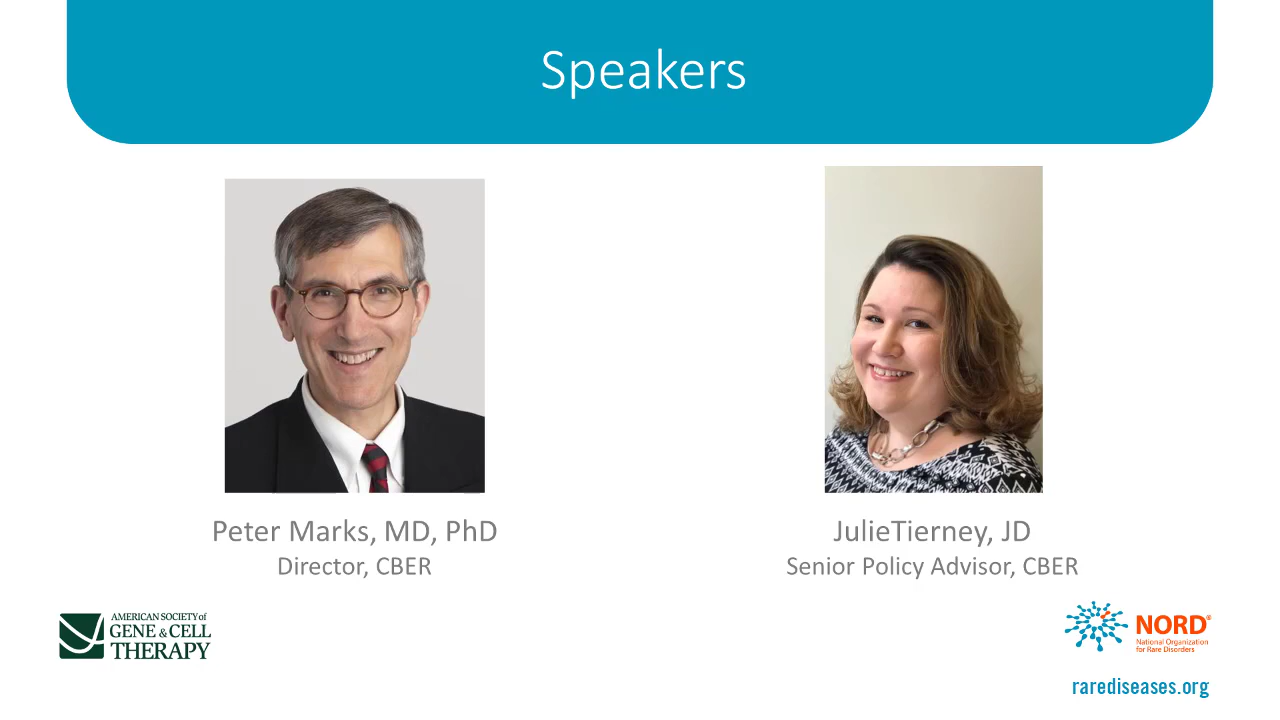 Speakers
Peter Marks, MD, PhD
Director, CBER
JulieTierney, JD
Senior Policy Advisor, CBER
AMERICAN SOCIETY of
GENE & CELL
THERAPY
NORD®
National Organization
for Rare Disorders
rarediseases.org